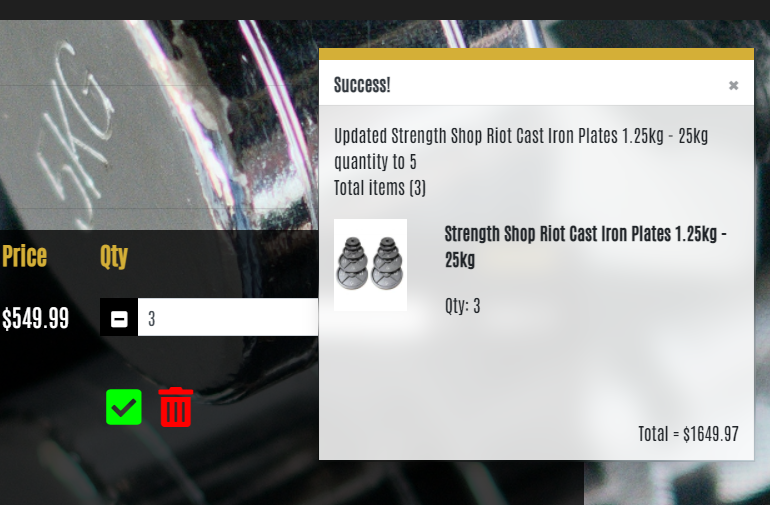 5KG
Success!
×
Updated Strength Shop Riot Cast Iron Plates 1.25kg - 25kg
quantity to 5
Total items (3)
Price
Qty
Strength Shop Riot Cast Iron Plates 1.25kg -
25kg
$549.99
3
Qty: 3
Total = $1649.97